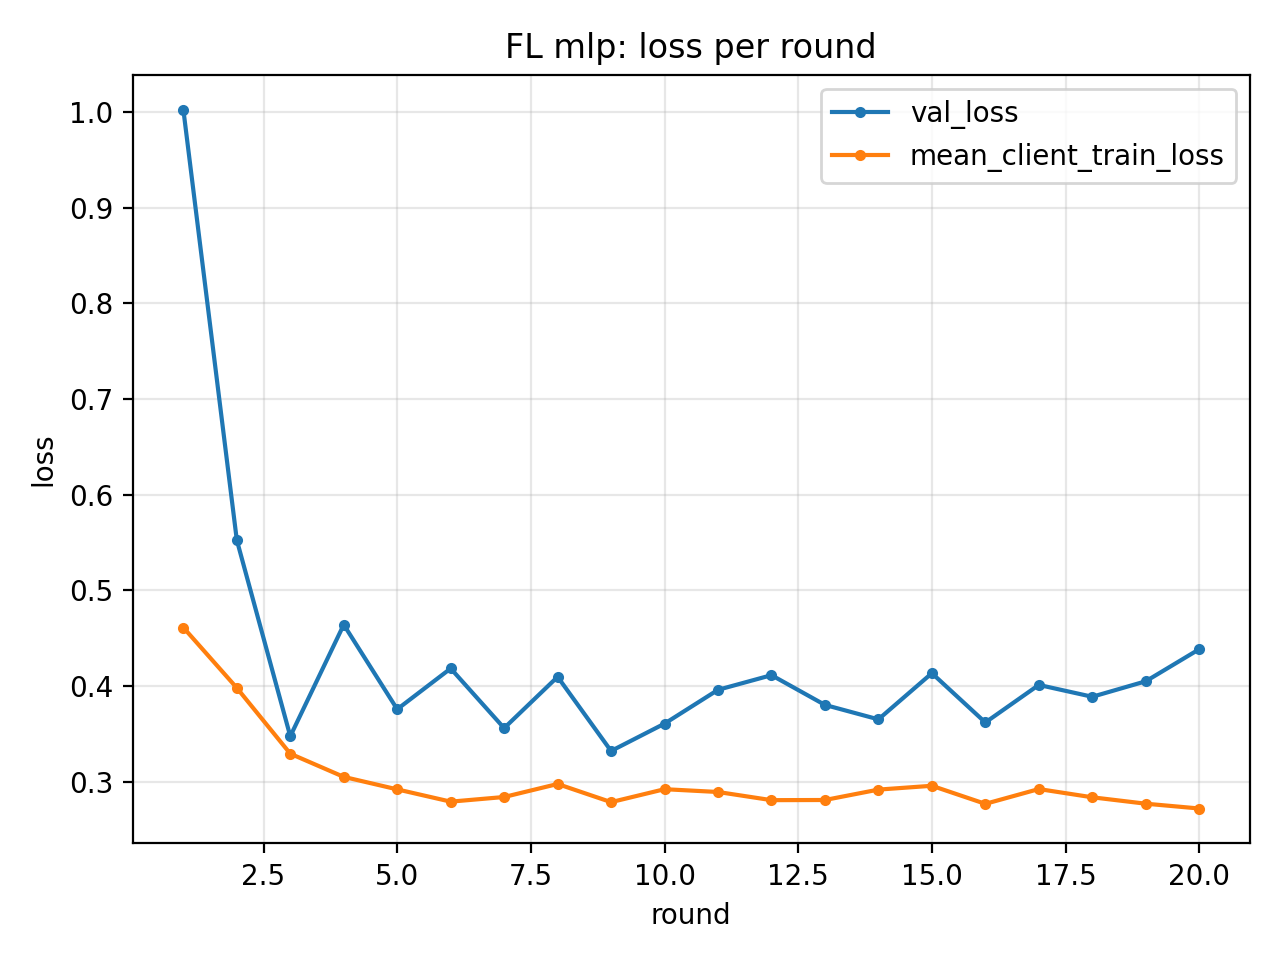 FL mlp: loss per round
val_loss
mean_client_train_loss
1.0
0.9
0.8
0.7
0.6
0.5
0.4
0.3
loss
2.5 5.0 7.5 10.0 12.5 15.0 17.5 20.0
round